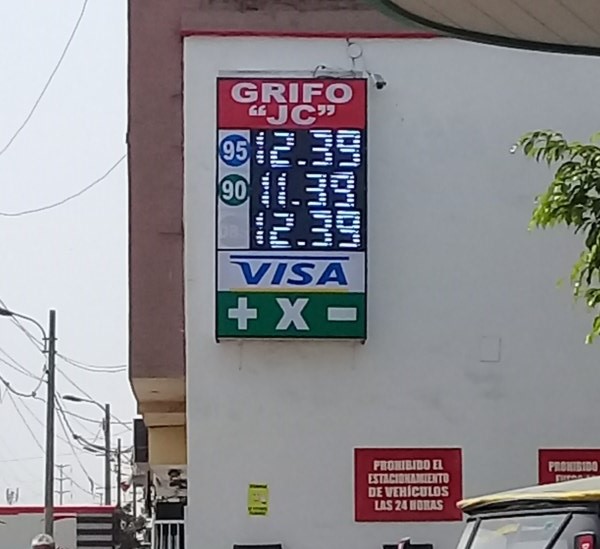 GRIFO
“JC”
95 12.39
90 11.39
12.39
VISA
+ X -
PROHIBIDO EL
ESTACIONAMIENTO
DE VEHÍCULOS
LAS 24 HORAS
PROHIBIDO